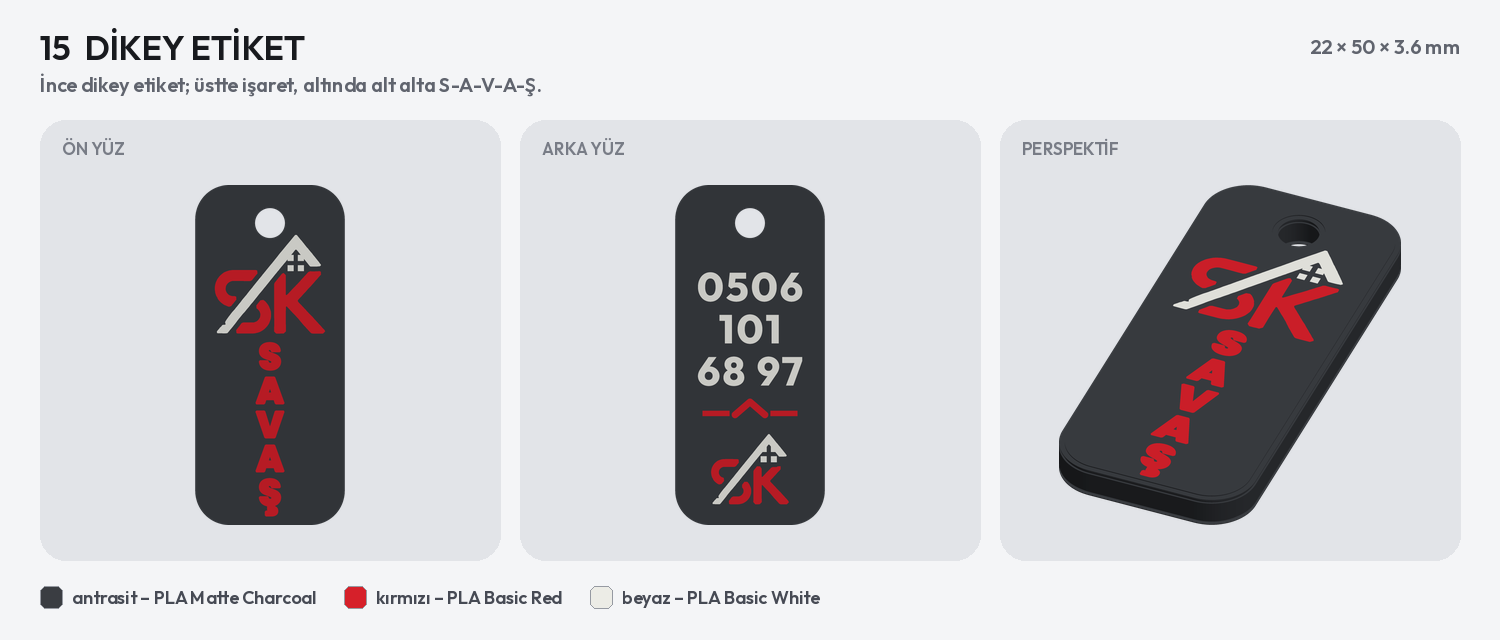 15 DİKEY ETİKET
22 × 50 × 3.6 mm
İnce dikey etiket; üstte işaret, altında alt alta S-A-V-A-Ş.
ÖN YÜZ
SK
S
A
V
A
Ş
ARKA YÜZ
0506
101
68 97
SK
PERSPEKTİF
SK
S
A
V
A
Ş
antrasit – PLA Matte Charcoal
kırmızı – PLA Basic Red
beyaz – PLA Basic White